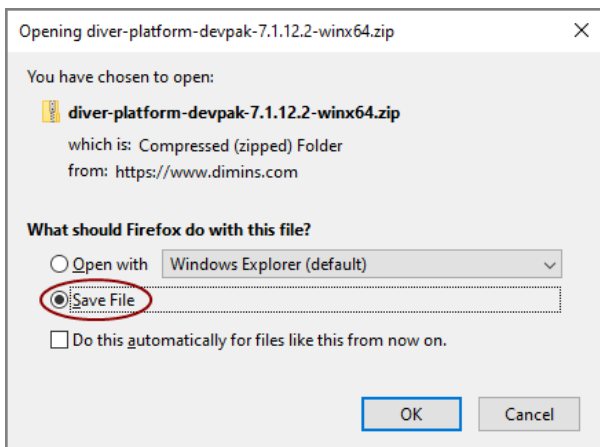 Opening diver-platform-devpak-7.1.12.2-winx64.zip
You have chosen to open:
diver-platform-devpak-7.1.12.2-winx64.zip
which is: Compressed (zipped) Folder
from: https://www.dimins.com
What should Firefox do with this file?
Open with Windows Explorer (default)
Save File
Do this automatically for files like this from now on.
OK Cancel